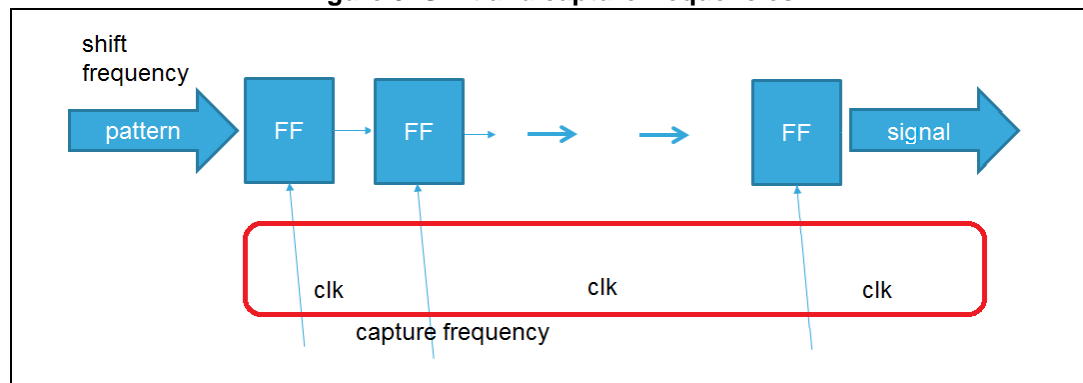 shift
frequency
pattern
FF
FF
FF
signal
clk
clk
clk
capture frequency